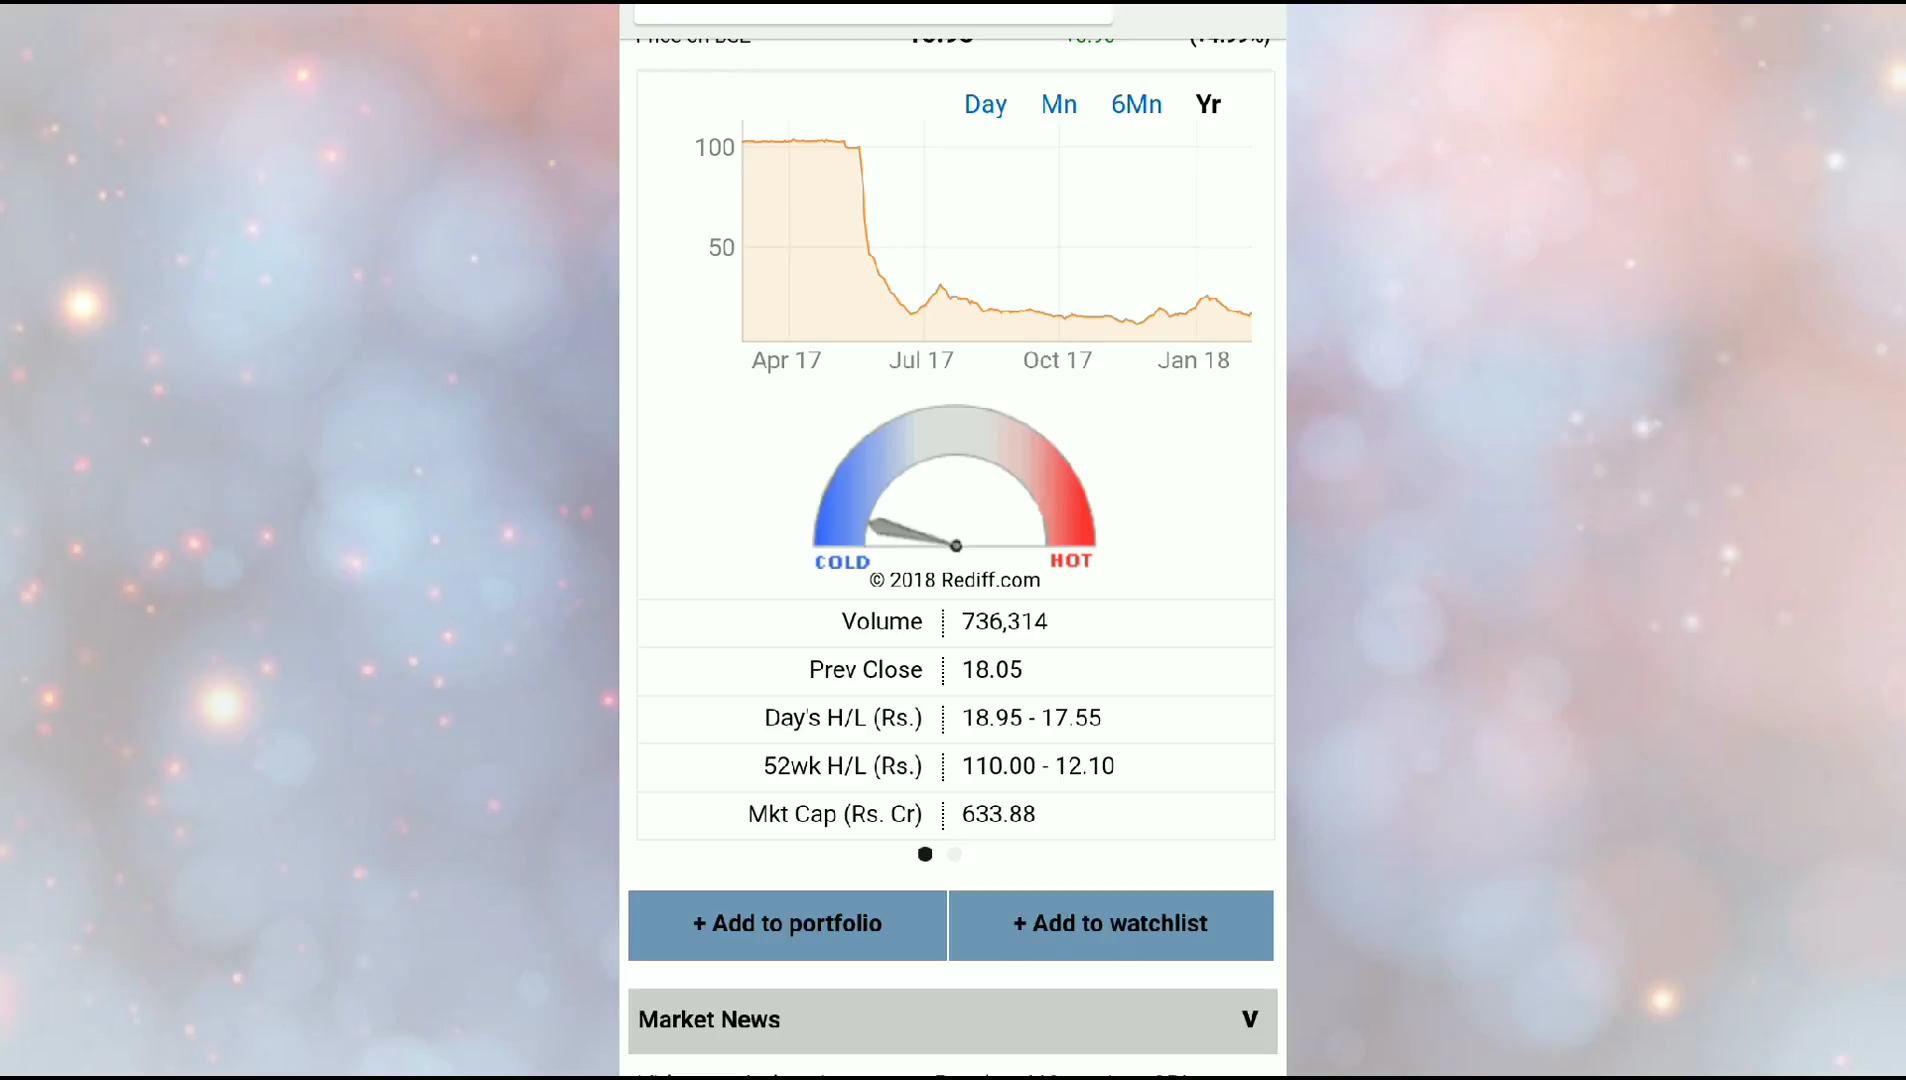 Day Mn 6Mn Yr
100
50
Apr 17 Jul 17 Oct 17 Jan 18
COLD HOT
© 2018 Rediff.com
Volume 736,314
Prev Close 18.05
Day's H/L (Rs.) 18.95 - 17.55
52wk H/L (Rs.) 110.00 - 12.10
Mkt Cap (Rs. Cr) 633.88
+ Add to portfolio + Add to watchlist
Market News V